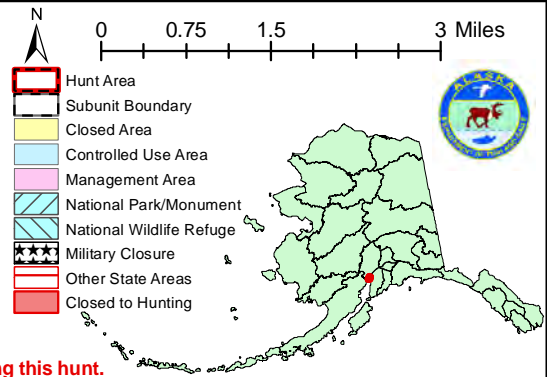 N
0 0.75 1.5 3 Miles
Hunt Area
Subunit Boundary
Closed Area
Controlled Use Area
Management Area
National Park/Monument
National Wildlife Refuge
Military Closure
Other State Areas
Closed to Hunting
ALASKA
ng this hunt.